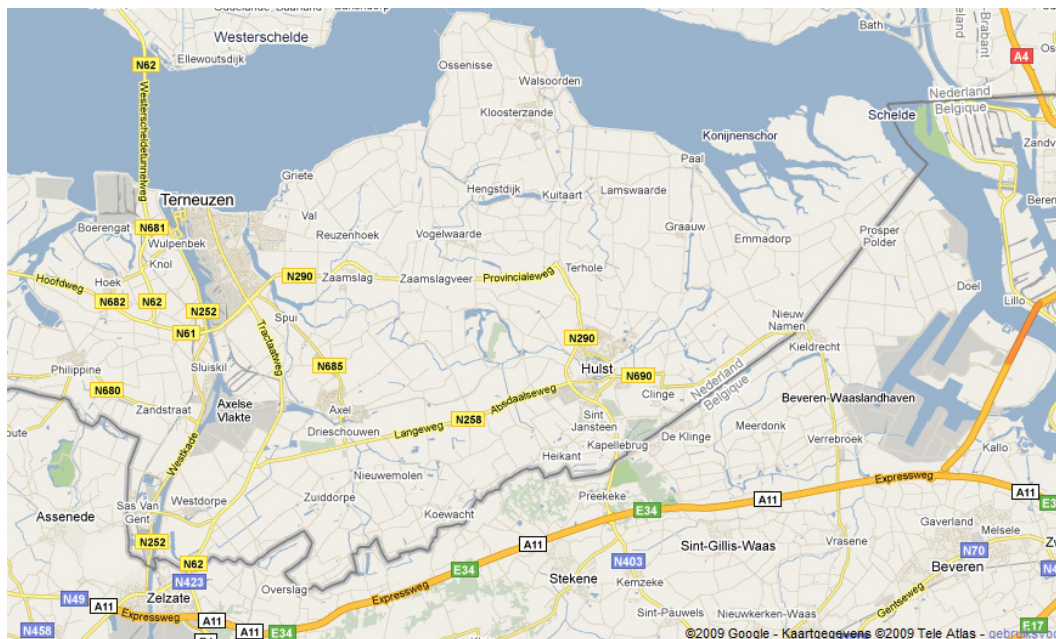 Westerschelde
Bath
N62
Ellewoutsdijk
Ossenisse
Walsoorden
A4
Nederland
Belgique
Schelde
Kloosterzande
Konijnenschor
Westerscheldetunnelweg
Paal
Griete
Terneuzen
Hengstdijk
Kuitaart
Lamswaarde
Val
Boerengat
N681
Reuzenhoek
Vogelwaarde
Graauw
Emmadorp
Prosper
Polder
Wulpenbek
Knol
Hoofdweg
Hoek
N290
Zaamslag
Zaamslagveer
Provincialeweg
Terhole
Doel
Lillo
N682
N62
N252
N61
Spui
Tractaatweg
Nieuw
Namen
Kieldrecht
N290
Hulst
N690
Nederland
Belgique
Philippine
N680
Sluiskil
N685
Zandstraat
Axelse
Vlakte
Axel
Absdaalseweg
Clinge
Beveren-Waaslandhaven
N258
Langeweg
Drieschouwen
Sint
Jansteen
Kapellebrug
De Klinge
Meerdonk
Verrebroek
Kallo
Westkade
Heikant
Nieuwemolen
Expressweg
Sas Van
Gent
Westdorpe
Zuiddorpe
Koewacht
Preekeke
A11
A11
Assenede
E34
Gaverland
Melsele
N252
A11
Sint-Gillis-Waas
Vrasene
N70
N62
N423
E34
N403
Beveren
Overslag
Stekene
Kemzeke
N49
A11
Zelzate
Expressweg
Expressweg
Gentseweg
Sint-Pauwels
Nieuwkerken-Waas
N458
E34
E17
©2009 Google - Kaartgegevens ©2009 Tele Atlas -